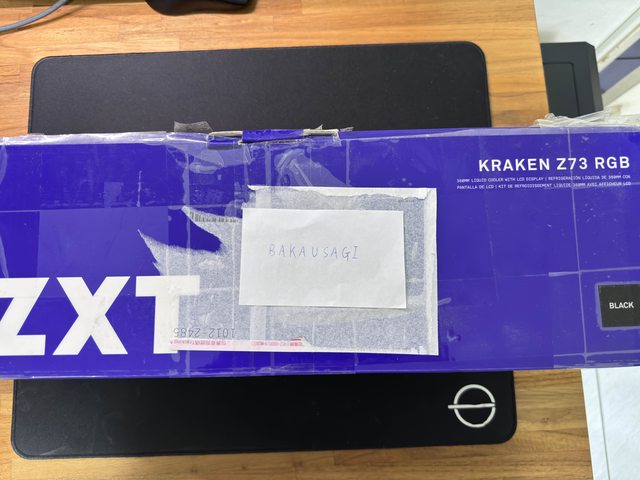 KRAKEN Z73 RGB
360MM LIQUID COOLER WITH LCD DISPLAY | REFRIGERACIÓN LÍQUIDA DE 360MM CON
PANTALLA DE LCD | KIT DE REFROIDISSEMENT LIQUIDE 360MM AVEC AFFICHEUR LCD
BAKAUSAGI
ZXT
BLACK
1012-2485